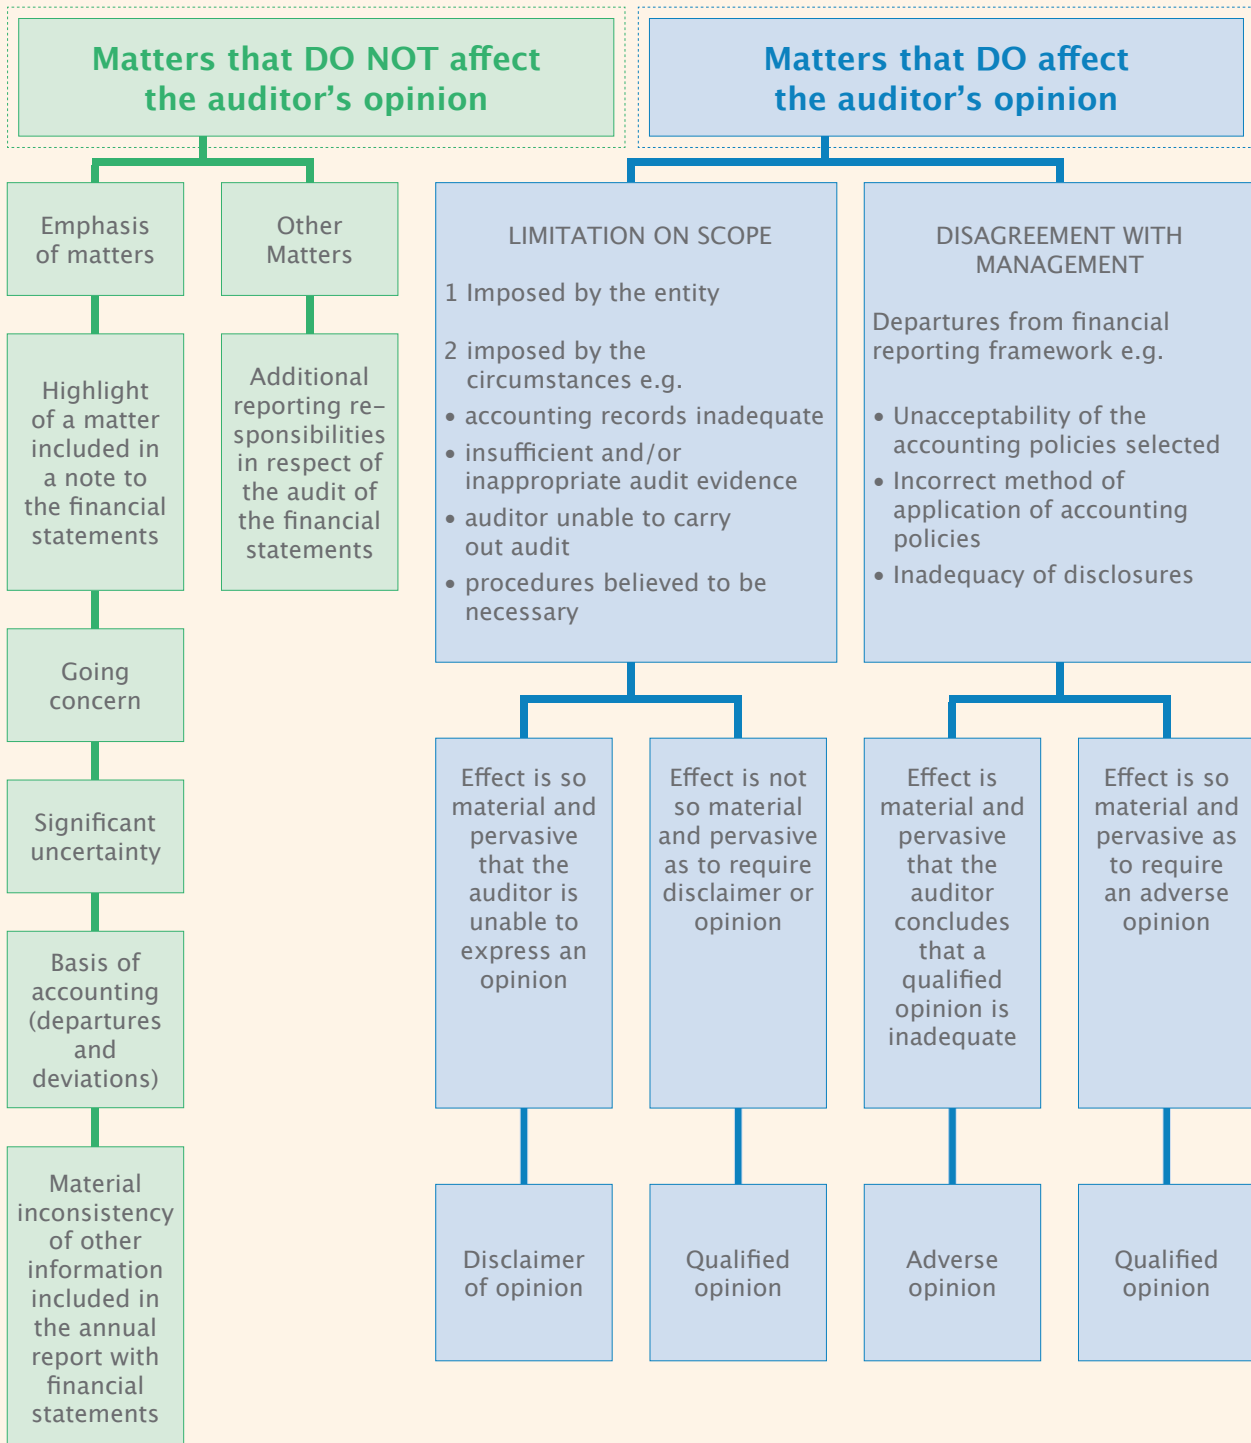 Matters that DO NOT affect
the auditor’s opinion
Matters that DO affect
the auditor’s opinion
Emphasis
of matters
Other
Matters
Highlight
of a matter
included in
a note to
the financial
statements
Additional
reporting re-
sponsibilities
in respect of
the audit of
the financial
statements
Going
concern
Significant
uncertainty
Basis of
accounting
(departures
and
deviations)
Material
inconsistency
of other
information
included in
the annual
report with
financial
statements
LIMITATION ON SCOPE
1 Imposed by the entity
2 imposed by the
circumstances e.g.
• accounting records inadequate
• insufficient and/or
inappropriate audit evidence
• auditor unable to carry
out audit
• procedures believed to be
necessary
DISAGREEMENT WITH
MANAGEMENT
Departures from financial
reporting framework e.g.
• Unacceptability of the
accounting policies selected
• Incorrect method of
application of accounting
policies
• Inadequacy of disclosures
Effect is so
material and
pervasive
that the
auditor is
unable to
express an
opinion
Effect is not
so material
and pervasive
as to require
disclaimer or
opinion
Effect is
material and
pervasive
that the
auditor
concludes
that a
qualified
opinion is
inadequate
Effect is so
material and
pervasive as
to require
an adverse
opinion
Disclaimer
of opinion
Qualified
opinion
Adverse
opinion
Qualified
opinion